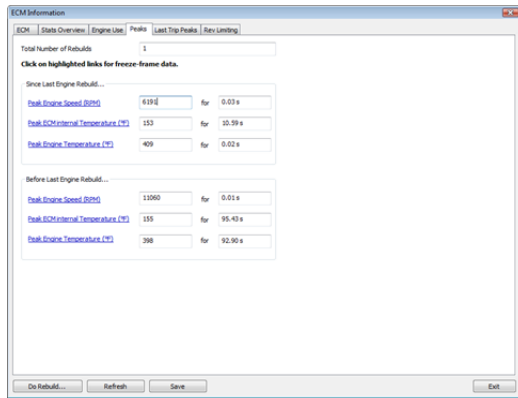 ECM Information
ECM Stats Overview Engine Use Peaks Last Trip Peaks Rev Limiting
Total Number of Rebuilds 1
Click on highlighted links for freeze-frame data.
Since Last Engine Rebuild...
Peak Engine Speed (RPM) 6191 for 0.03 s
Peak ECM Internal Temperature (°F) 153 for 10.59 s
Peak Engine Temperature (°F) 409 for 0.02 s
Before Last Engine Rebuild...
Peak Engine Speed (RPM) 11060 for 0.01 s
Peak ECM Internal Temperature (°F) 155 for 95.43 s
Peak Engine Temperature (°F) 398 for 92.90 s
Do Rebuild... Refresh Save Exit